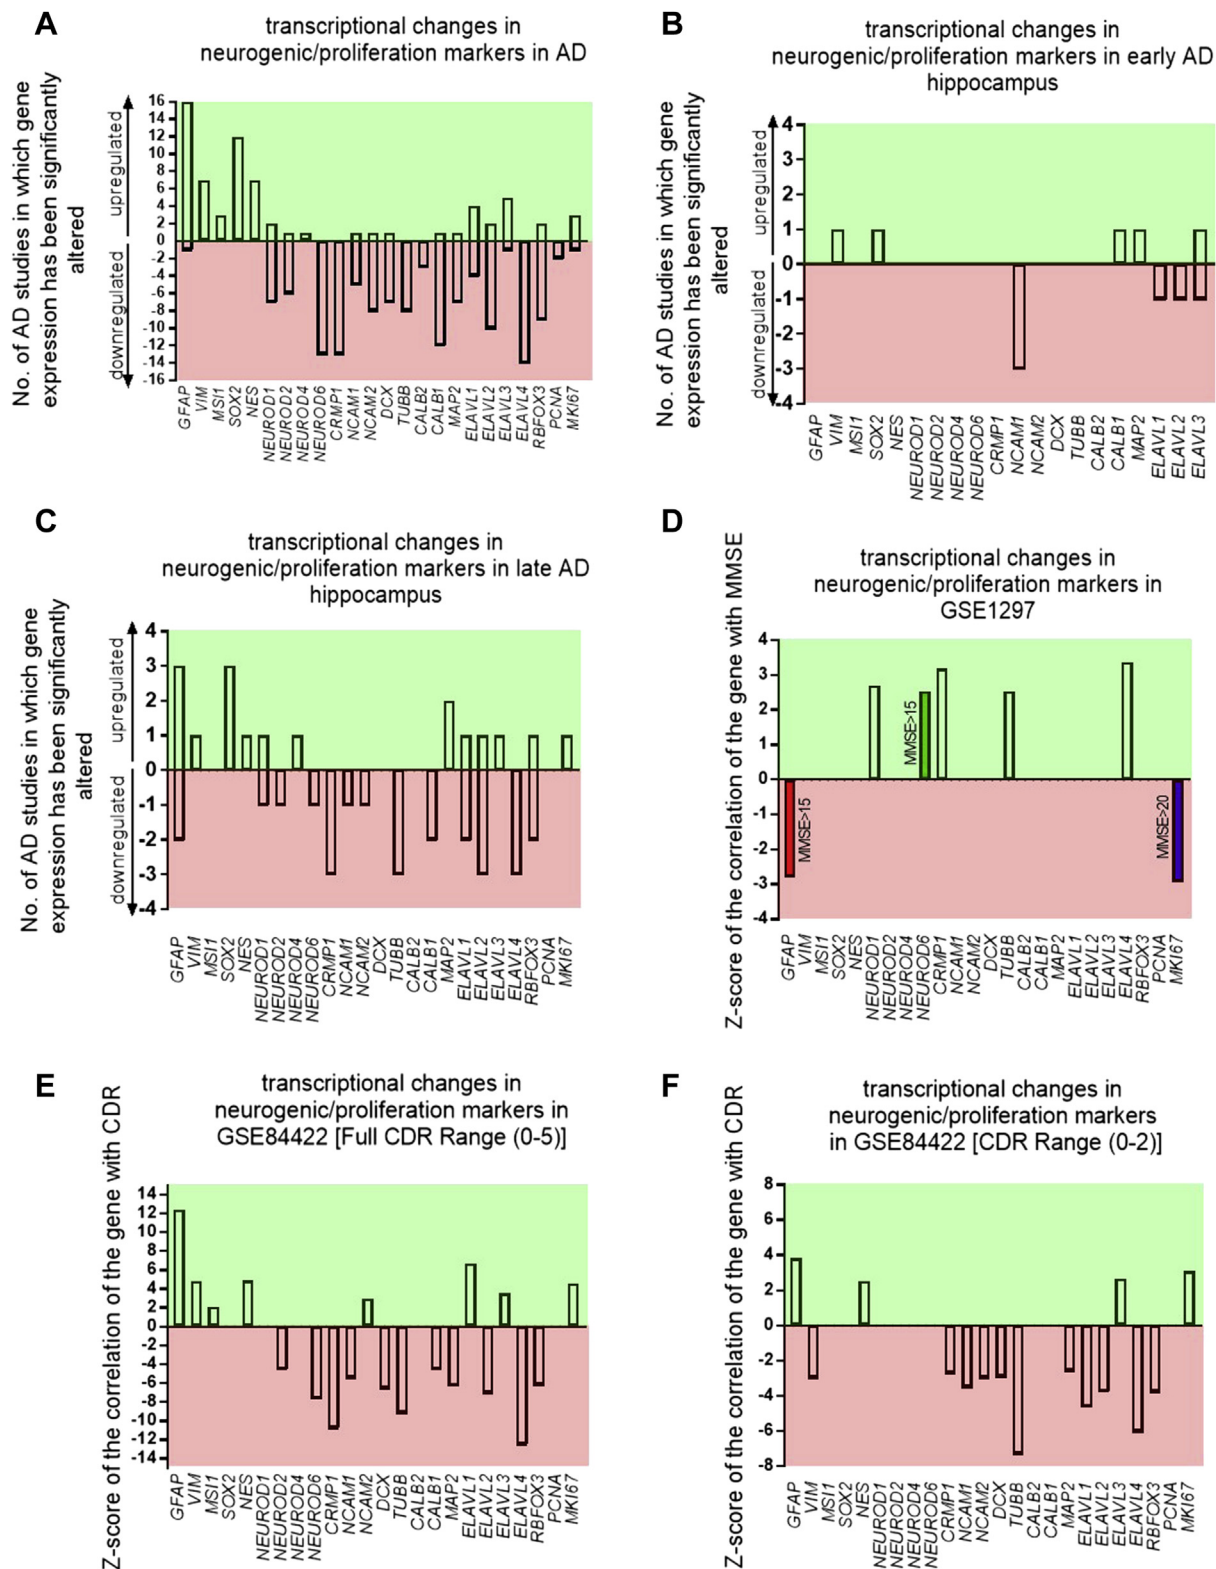 A
transcriptional changes in
neurogenic/proliferation markers in AD
No. of AD studies in which gene
expression has been significantly
altered
upregulated
downregulated
16
14
12
10
8
6
4
2
0
-2
-4
-6
-8
-10
-12
-14
-16
GFAP
VIM
MSI1
SOX2
NES
NEUROD1
NEUROD2
NEUROD4
NEUROD6
CRMP1
NCAM1
NCAM2
DCX
TUBB
CALB2
CALB1
MAP2
ELAVL1
ELAVL2
ELAVL3
ELAVL4
RBFOX3
PCNA
MKI67
B
transcriptional changes in
neurogenic/proliferation markers in early AD
hippocampus
No. of AD studies in which gene
expression has been significantly
altered
upregulated
downregulated
4
3
2
1
0
-1
-2
-3
-4
GFAP
VIM
MSI1
SOX2
NES
NEUROD1
NEUROD2
NEUROD4
NEUROD6
CRMP1
NCAM1
NCAM2
DCX
TUBB
CALB2
CALB1
MAP2
ELAVL1
ELAVL2
ELAVL3
C
transcriptional changes in
neurogenic/proliferation markers in late AD
hippocampus
No. of AD studies in which gene
expression has been significantly
altered
upregulated
downregulated
4
3
2
1
0
-1
-2
-3
-4
GFAP
VIM
MSI1
SOX2
NES
NEUROD1
NEUROD2
NEUROD4
NEUROD6
CRMP1
NCAM1
NCAM2
DCX
TUBB
CALB2
CALB1
MAP2
ELAVL1
ELAVL2
ELAVL3
ELAVL4
RBFOX3
PCNA
MKI67
D
transcriptional changes in
neurogenic/proliferation markers in
GSE1297
Z-score of the correlation of the gene with MMSE
4
3
2
1
0
-1
-2
-3
-4
MMSE>15
MMSE>15
MMSE>20
GFAP
VIM
MSI1
SOX2
NES
NEUROD1
NEUROD2
NEUROD4
NEUROD6
CRMP1
NCAM1
NCAM2
DCX
TUBB
CALB2
CALB1
MAP2
ELAVL1
ELAVL2
ELAVL3
ELAVL4
RBFOX3
PCNA
MKI67
E
transcriptional changes in
neurogenic/proliferation markers in
GSE84422 [Full CDR Range (0-5)]
Z-score of the correlation of the gene with CDR
14
12
10
8
6
4
2
0
-2
-4
-6
-8
-10
-12
-14
GFAP
VIM
MSI1
SOX2
NES
NEUROD1
NEUROD2
NEUROD4
NEUROD6
CRMP1
NCAM1
NCAM2
DCX
TUBB
CALB2
CALB1
MAP2
ELAVL1
ELAVL2
ELAVL3
ELAVL4
RBFOX3
PCNA
MKI67
F
transcriptional changes in
neurogenic/proliferation markers
in GSE84422 [CDR Range (0-2)]
Z-score of the correlation of the gene with CDR
8
6
4
2
0
-2
-4
-6
-8
GFAP
VIM
MSI1
SOX2
NES
NEUROD1
NEUROD2
NEUROD4
NEUROD6
CRMP1
NCAM1
NCAM2
DCX
TUBB
CALB2
CALB1
MAP2
ELAVL1
ELAVL2
ELAVL3
ELAVL4
RBFOX3
PCNA
MKI67